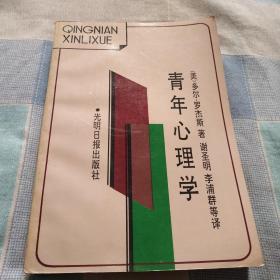 QINGNIAN
XINLIXUE
青年心理学
[美]多尔·罗杰斯 著
谢圣明 李浦群等译
•光明日报出版社